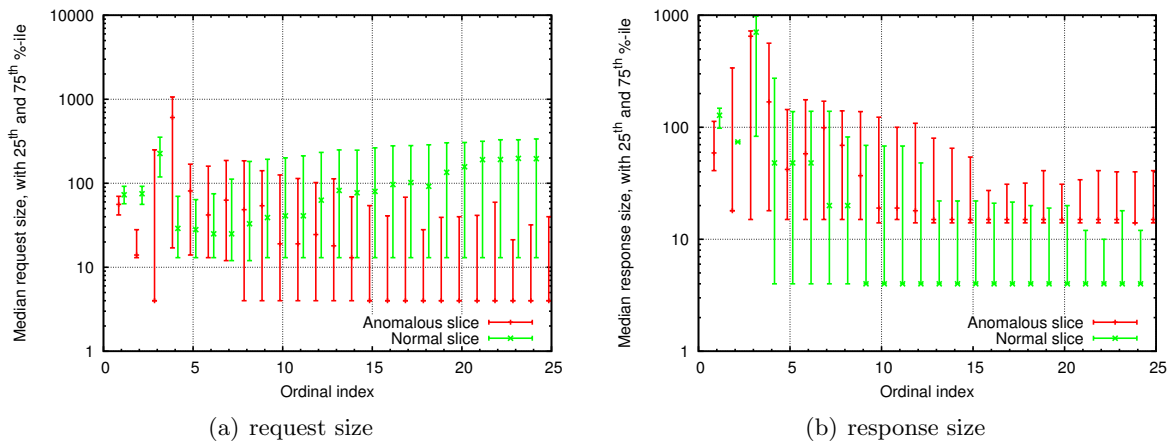 Median request size, with 25th and 75th %-ile
10000
1000
100
10
1
0
5
10
15
20
25
Ordinal index
Anomalous slice
Normal slice
(a) request size
Median response size, with 25th and 75th %-ile
1000
100
10
1
0
5
10
15
20
25
Ordinal index
Anomalous slice
Normal slice
(b) response size